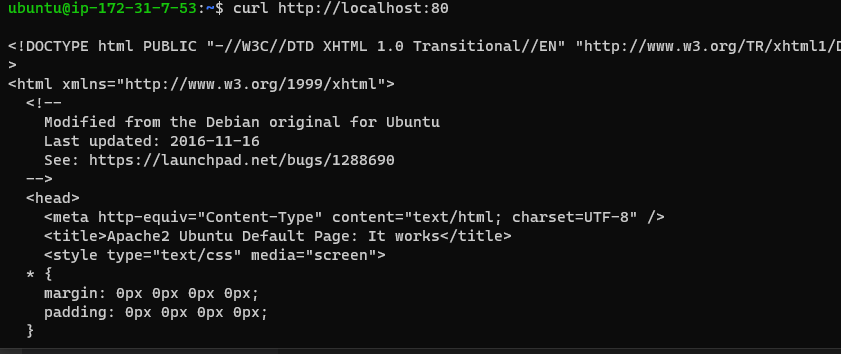 ubuntu@ip-172-31-7-53:~$ curl http://localhost:80
<!DOCTYPE html PUBLIC "-//W3C//DTD XHTML 1.0 Transitional//EN" "http://www.w3.org/TR/xhtml1/D
>
<html xmlns="http://www.w3.org/1999/xhtml">
  <!--
    Modified from the Debian original for Ubuntu
    Last updated: 2016-11-16
    See: https://launchpad.net/bugs/1288690
  -->
  <head>
    <meta http-equiv="Content-Type" content="text/html; charset=UTF-8" />
    <title>Apache2 Ubuntu Default Page: It works</title>
    <style type="text/css" media="screen">
  * {
    margin: 0px 0px 0px 0px;
    padding: 0px 0px 0px 0px;
  }